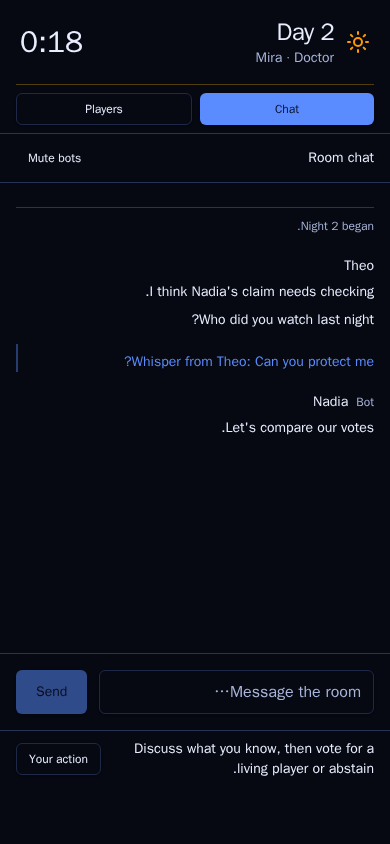 0:18
Day 2
Mira · Doctor
Players
Chat
Mute bots
Room chat
.Night 2 began
Theo
.I think Nadia's claim needs checking
?Who did you watch last night
?Whisper from Theo: Can you protect me
Nadia Bot
.Let's compare our votes
Send
…Message the room
Your action
Discuss what you know, then vote for a
.living player or abstain